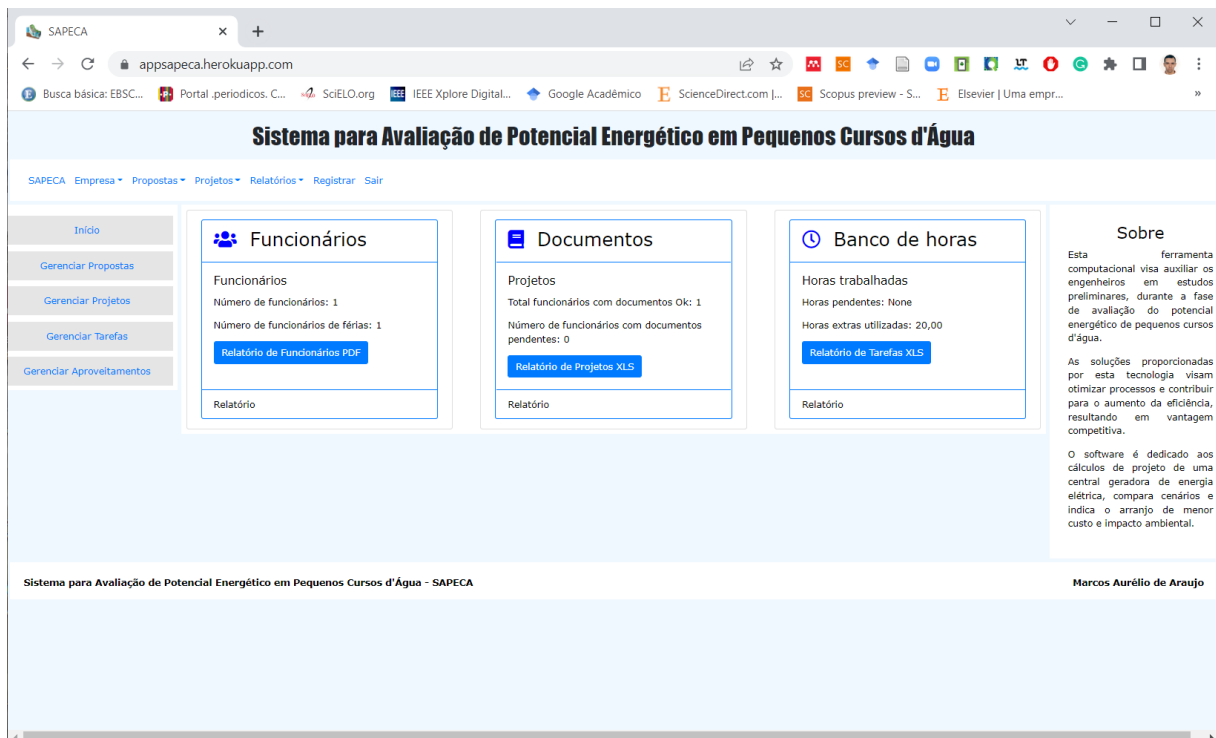 SAPECA
appsapeca.herokuapp.com
Busca básica: EBSC...
Portal .periodicos. C...
SciELO.org
IEEE Xplore Digital...
Google Acadêmico
ScienceDirect.com |...
Scopus preview - S...
Elsevier | Uma empr...
Sistema para Avaliação de Potencial Energético em Pequenos Cursos d'Água
SAPECA Empresa Propostas Projetos Relatórios Registrar Sair
Início
Gerenciar Propostas
Gerenciar Projetos
Gerenciar Tarefas
Gerenciar Aproveitamentos
Funcionários
Funcionários
Número de funcionários: 1
Número de funcionários de férias: 1
Relatório de Funcionários PDF
Relatório
Documentos
Projetos
Total funcionários com documentos Ok: 1
Número de funcionários com documentos
pendentes: 0
Relatório de Projetos XLS
Relatório
Banco de horas
Horas trabalhadas
Horas pendentes: None
Horas extras utilizadas: 20,00
Relatório de Tarefas XLS
Relatório
Sobre
Esta ferramenta
computacional visa auxiliar os
engenheiros em estudos
preliminares, durante a fase
de avaliação do potencial
energético de pequenos cursos
d'água.
As soluções proporcionadas
por esta tecnologia visam
otimizar processos e contribuir
para o aumento da eficiência,
resultando em vantagem
competitiva.
O software é dedicado aos
cálculos de projeto de uma
central geradora de energia
elétrica, compara cenários e
indica o arranjo de menor
custo e impacto ambiental.
Sistema para Avaliação de Potencial Energético em Pequenos Cursos d'Água - SAPECA
Marcos Aurélio de Araujo